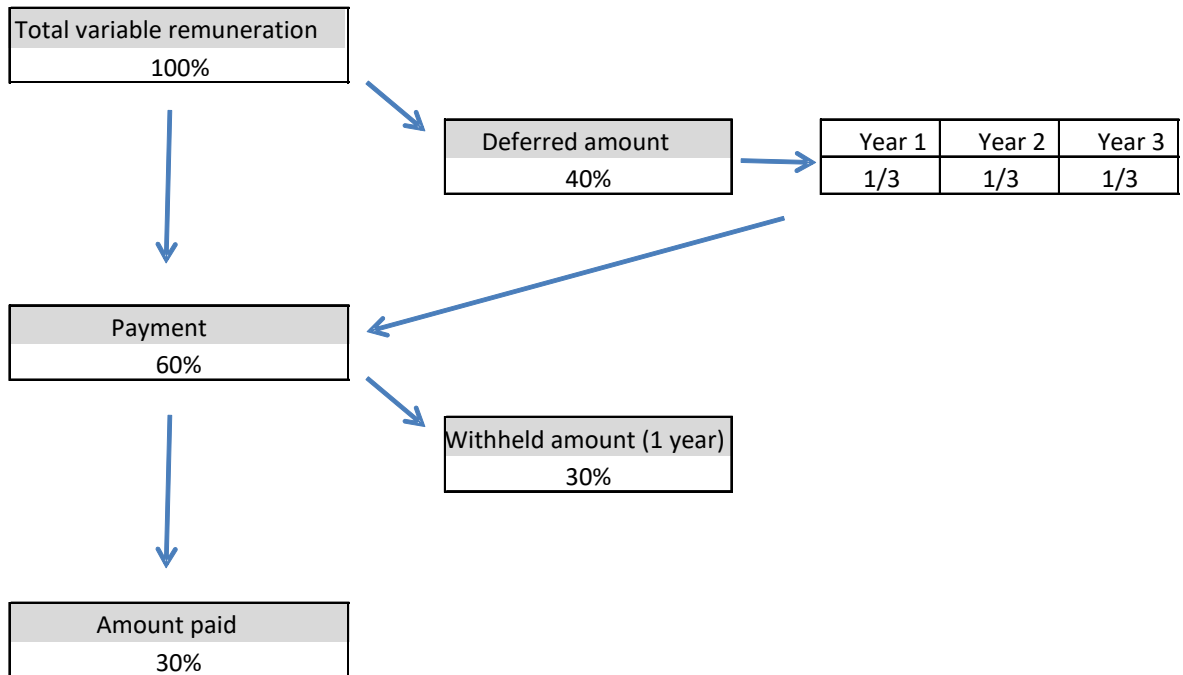 Total variable remuneration
100%
Deferred amount
40%
Year 1 Year 2 Year 3
1/3 1/3 1/3
Payment
60%
Withheld amount (1 year)
30%
Amount paid
30%